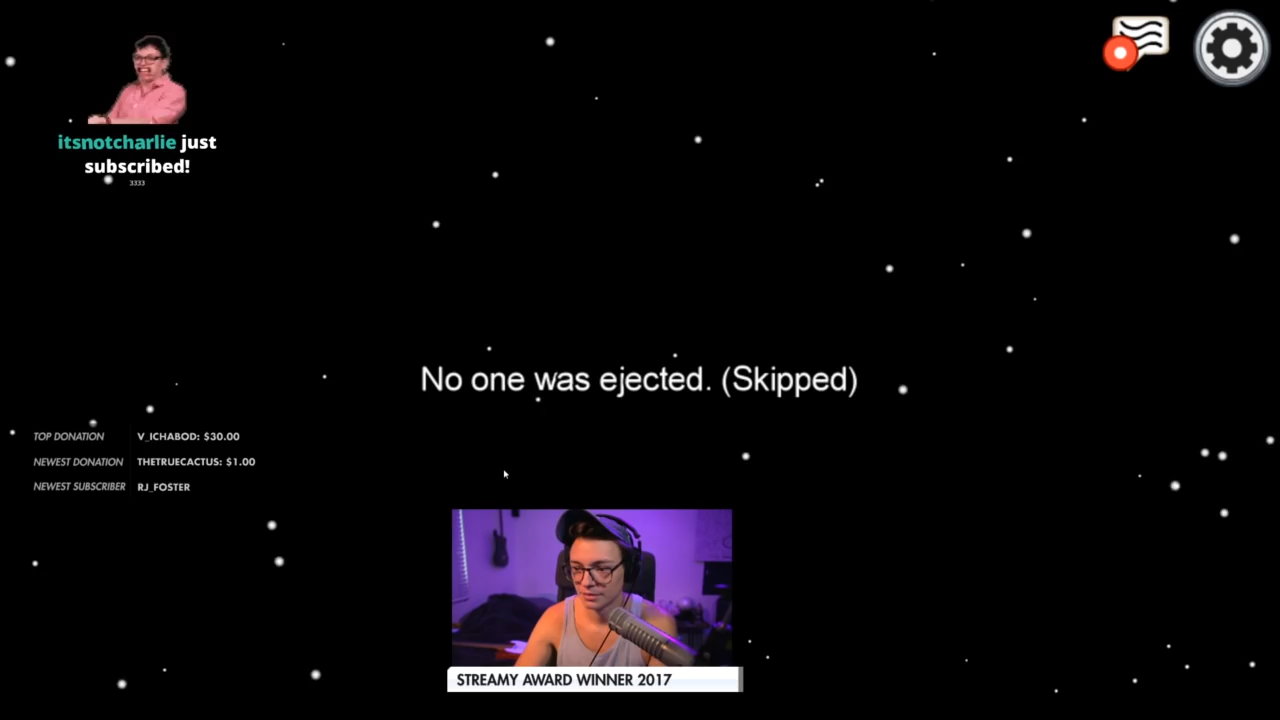 itsnotcharlie just
subscribed!
3333
No one was ejected. (Skipped)
TOP DONATION V_ICHABOD: $30.00
NEWEST DONATION THETRUECACTUS: $1.00
NEWEST SUBSCRIBER RJ_FOSTER
STREAMY AWARD WINNER 2017